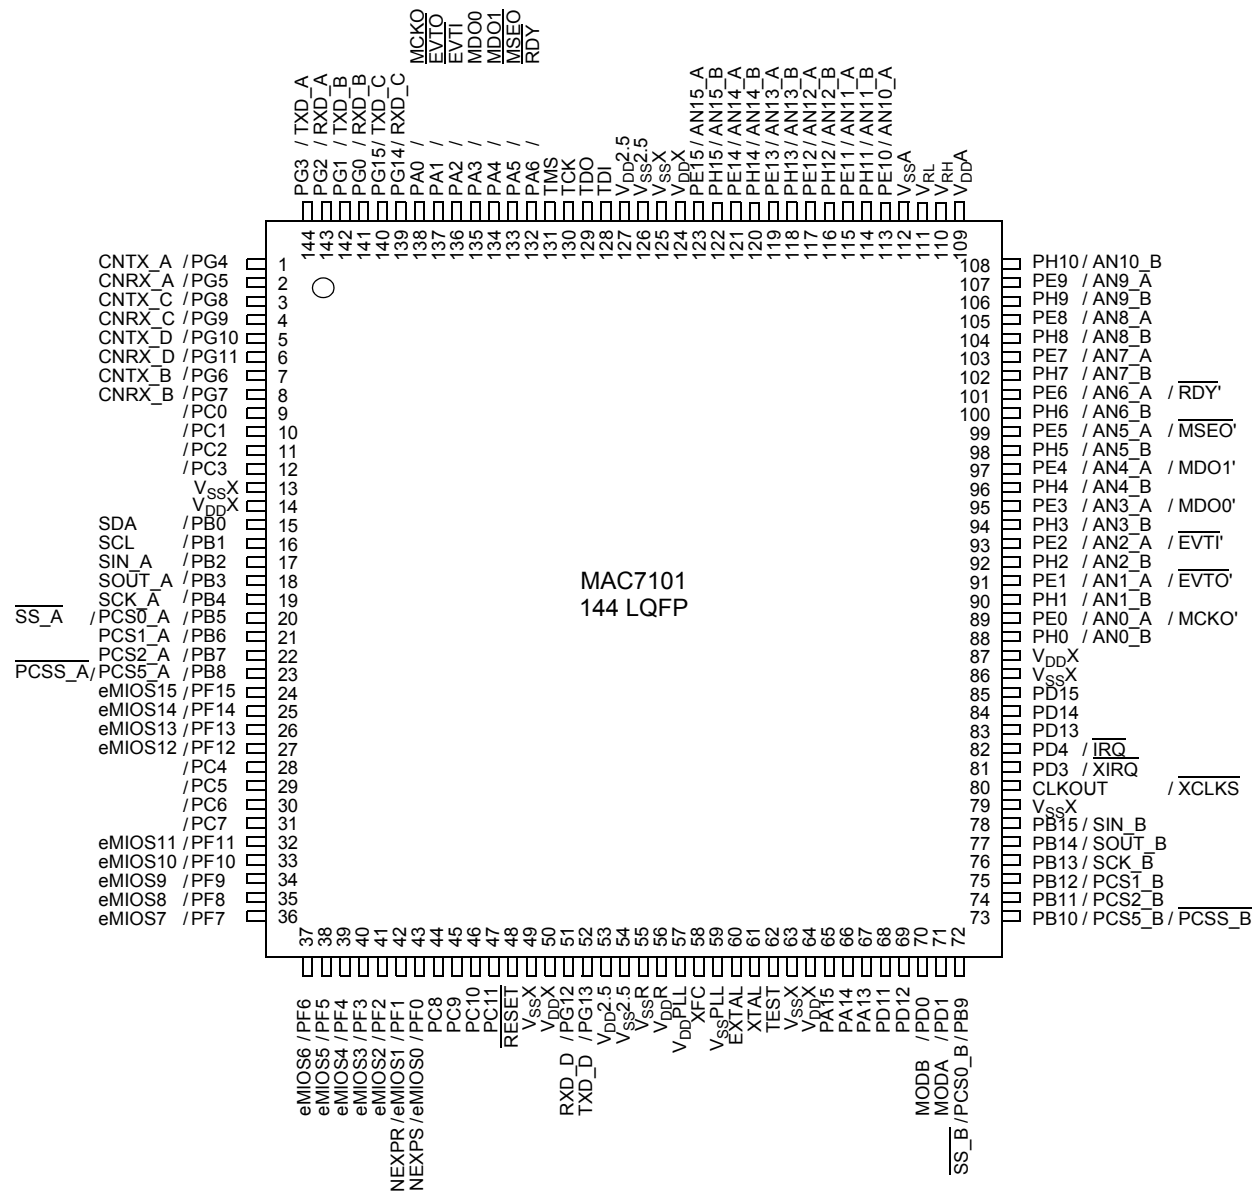 MCKO
EVTO
EVTI
MDO0
MDO1
MSEO
RDY
PG3 / TXD_A
PG2 / RXD_A
PG1 / TXD_B
PG0 / RXD_B
PG15/ TXD_C
PG14/ RXD_C
PA0 /
PA1 /
PA2 /
PA3 /
PA4 /
PA5 /
PA6 /
TMS
TCK
TDO
TDI
VDD2.5
VSS2.5
VSSX
VDDX
PE15/ AN15_A
PH15/ AN15_B
PE14/ AN14_A
PH14/ AN14_B
PE13/ AN13_A
PH13/ AN13_B
PE12/ AN12_A
PH12/ AN12_B
PE11/ AN11_A
PH11/ AN11_B
PE10/ AN10_A
VSSA
VRL
VRH
VDDA
144 143 142 141 140 139 138 137 136 135 134 133 132 131 130 129 128 127 126 125 124 123 122 121 120 119 118 117 116 115 114 113 112 111 110 109
CNTX_A /PG4 1
CNRX_A /PG5 2
CNTX_C /PG8 3
CNRX_C /PG9 4
CNTX_D /PG10 5
CNRX_D /PG11 6
CNTX_B /PG6 7
CNRX_B /PG7 8
/PC0 9
/PC1 10
/PC2 11
/PC3 12
VSSX 13
VDDX 14
SDA /PB0 15
SCL /PB1 16
SIN_A /PB2 17
SOUT_A /PB3 18
SCK_A /PB4 19
SS_A /PCS0_A /PB5 20
PCS1_A /PB6 21
PCS2_A /PB7 22
PCSS_A/PCS5_A /PB8 23
eMIOS15 /PF15 24
eMIOS14 /PF14 25
eMIOS13 /PF13 26
eMIOS12 /PF12 27
/PC4 28
/PC5 29
/PC6 30
/PC7 31
eMIOS11 /PF11 32
eMIOS10 /PF10 33
eMIOS9 /PF9 34
eMIOS8 /PF8 35
eMIOS7 /PF7 36
MAC7101
144 LQFP
108 PH10 / AN10_B
107 PE9 / AN9_A
106 PH9 / AN9_B
105 PE8 / AN8_A
104 PH8 / AN8_B
103 PE7 / AN7_A
102 PH7 / AN7_B
101 PE6 / AN6_A / RDY'
100 PH6 / AN6_B
99 PE5 / AN5_A / MSEO'
98 PH5 / AN5_B
97 PE4 / AN4_A / MDO1'
96 PH4 / AN4_B
95 PE3 / AN3_A / MDO0'
94 PH3 / AN3_B
93 PE2 / AN2_A / EVTI'
92 PH2 / AN2_B
91 PE1 / AN1_A / EVTO'
90 PH1 / AN1_B
89 PE0 / AN0_A / MCKO'
88 PH0 / AN0_B
87 VDDX
86 VSSX
85 PD15
84 PD14
83 PD13
82 PD4 / IRQ
81 PD3 / XIRQ
80 CLKOUT / XCLKS
79 VSSX
78 PB15 / SIN_B
77 PB14 / SOUT_B
76 PB13 / SCK_B
75 PB12 / PCS1_B
74 PB11 / PCS2_B
73 PB10 / PCS5_B / PCSS_B
37 38 39 40 41 42 43 44 45 46 47 48 49 50 51 52 53 54 55 56 57 58 59 60 61 62 63 64 65 66 67 68 69 70 71 72
eMIOS6 / PF6
eMIOS5 / PF5
eMIOS4 / PF4
eMIOS3 / PF3
eMIOS2 / PF2
NEXPR / eMIOS1 / PF1
NEXPS / eMIOS0 / PF0
PC8
PC9
PC10
PC11
RESET
VSSX
VDDX
RXD_D / PG12
TXD_D / PG13
VDD2.5
VSS2.5
VSSR
VDDR
VDDPLL
XFC
VSSPLL
EXTAL
XTAL
TEST
VSSX
VDDX
PA15
PA14
PA13
PD11
PD12
MODB / PD0
MODA / PD1
SS_B / PCS0_B / PB9